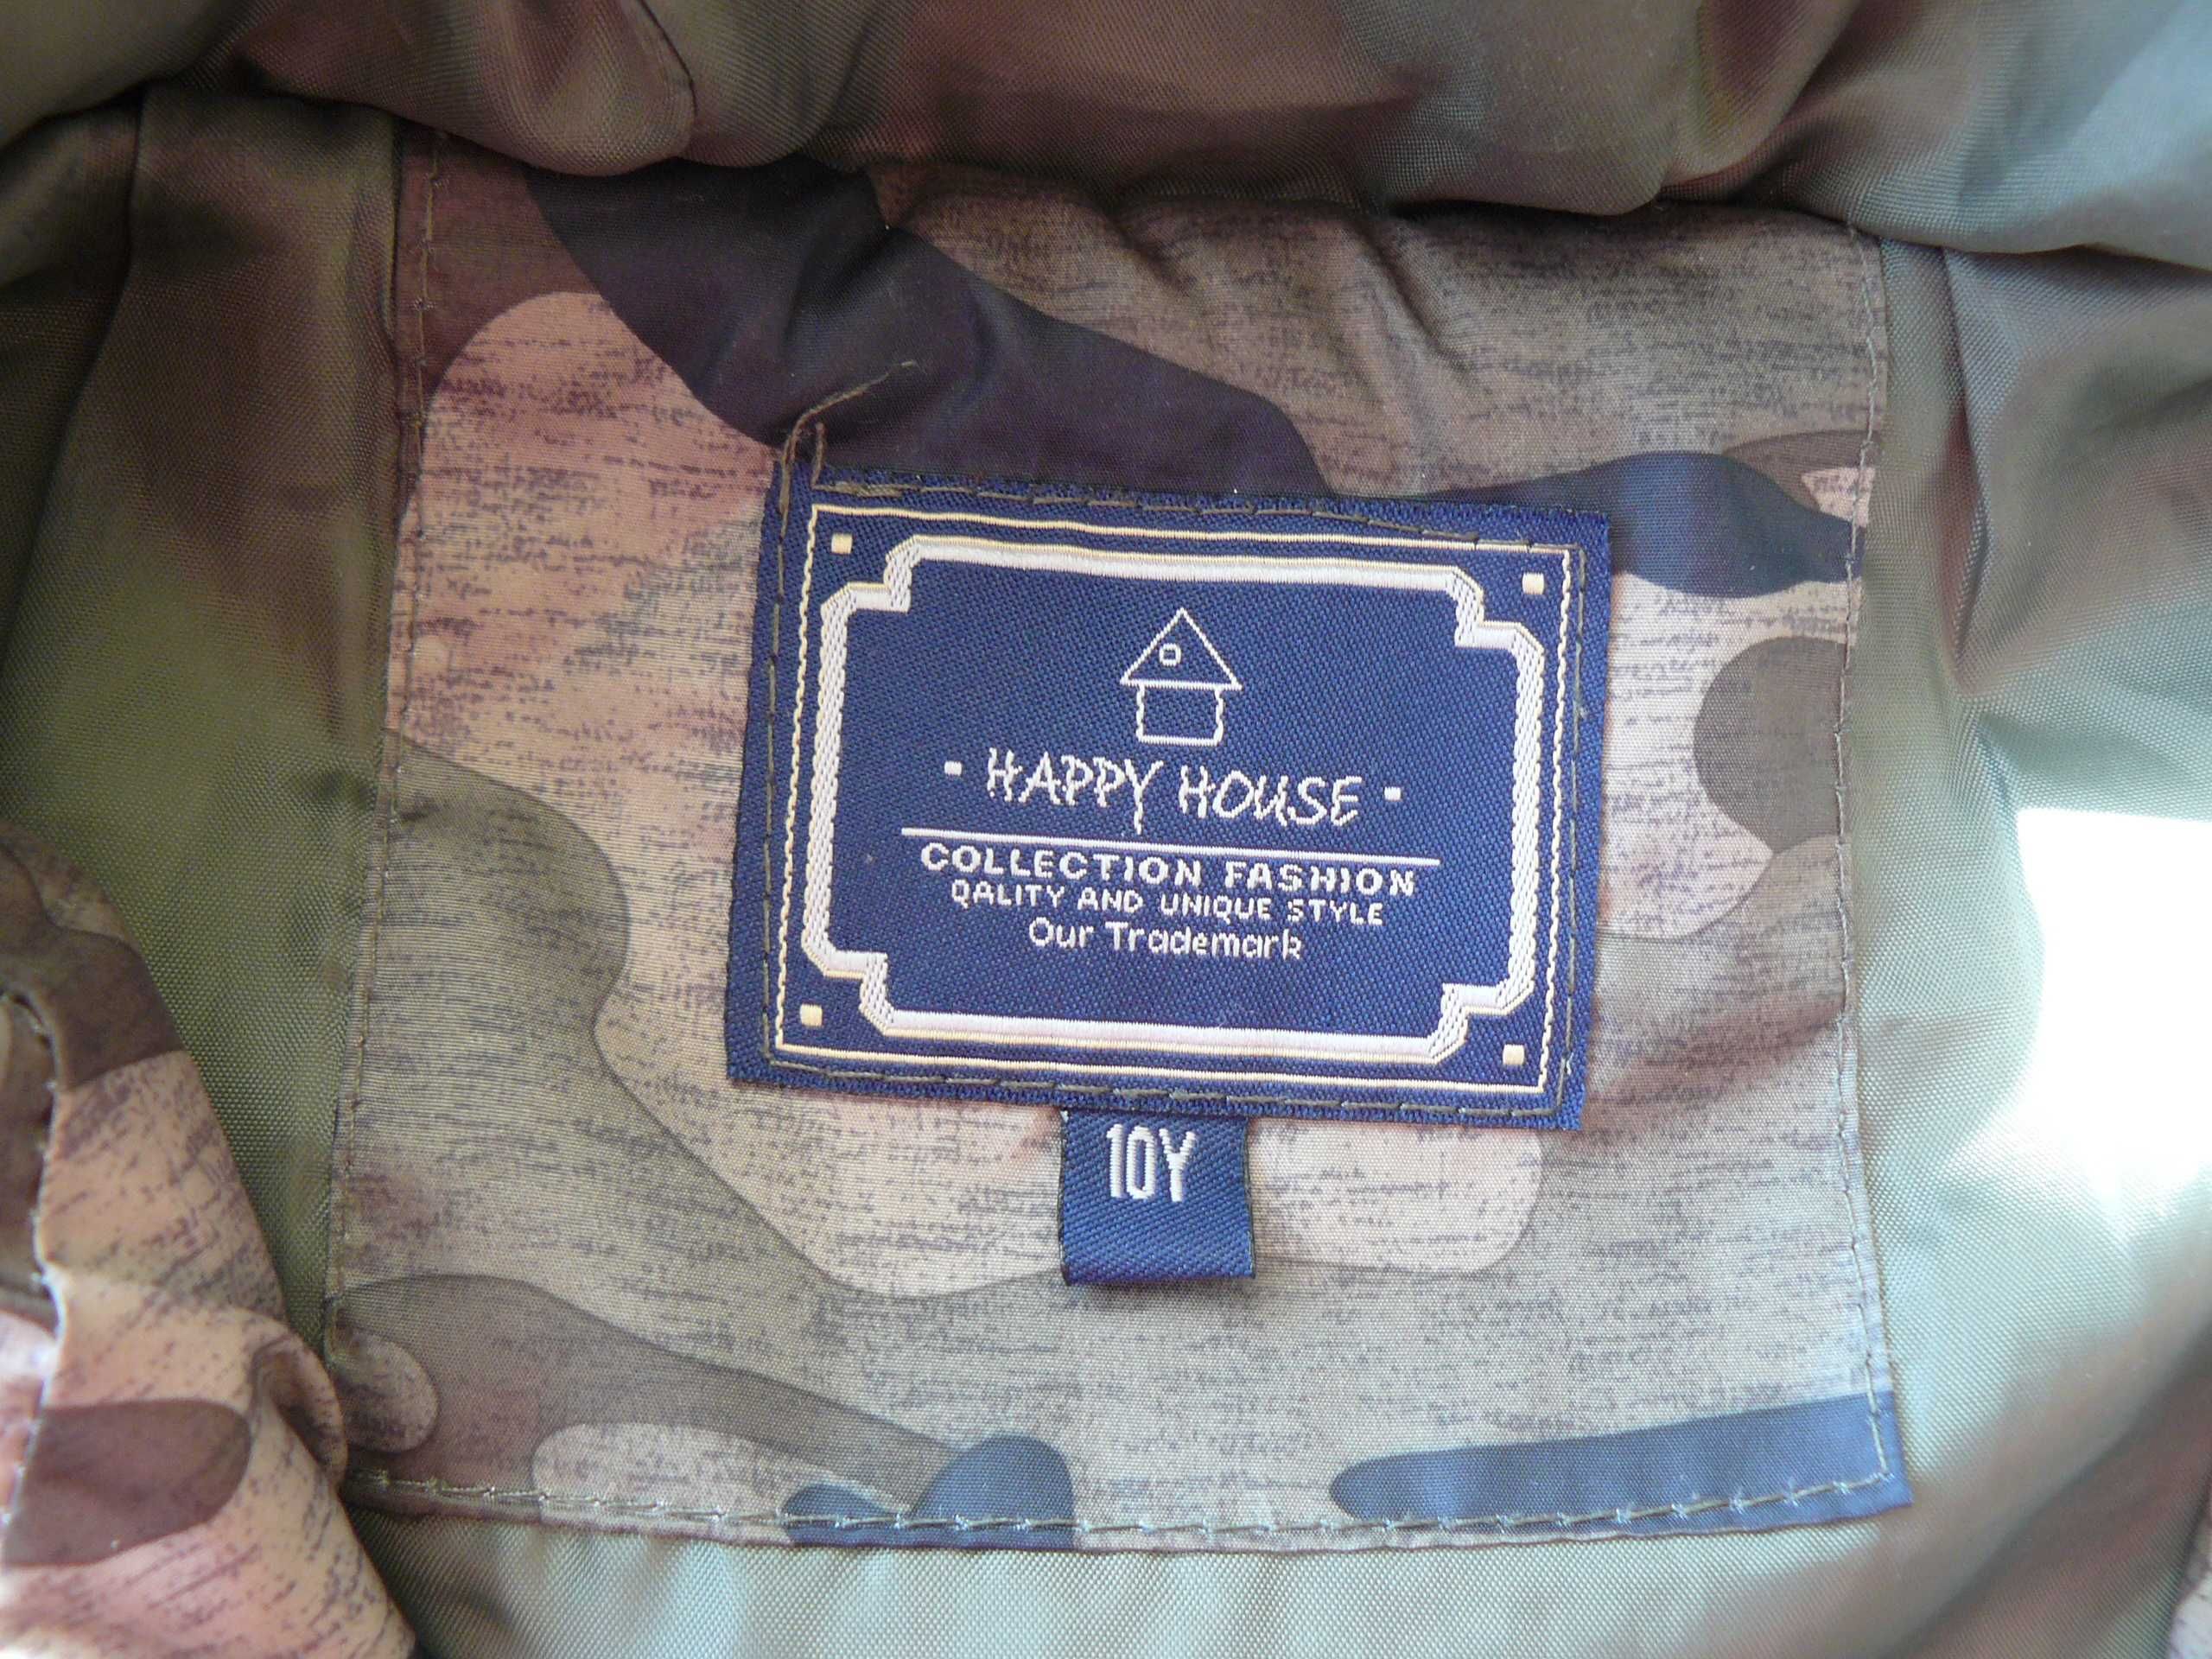 - HAPPY HOUSE -
COLLECTION FASHION
QALITY AND UNIQUE STYLE
Our Trademark
10Y